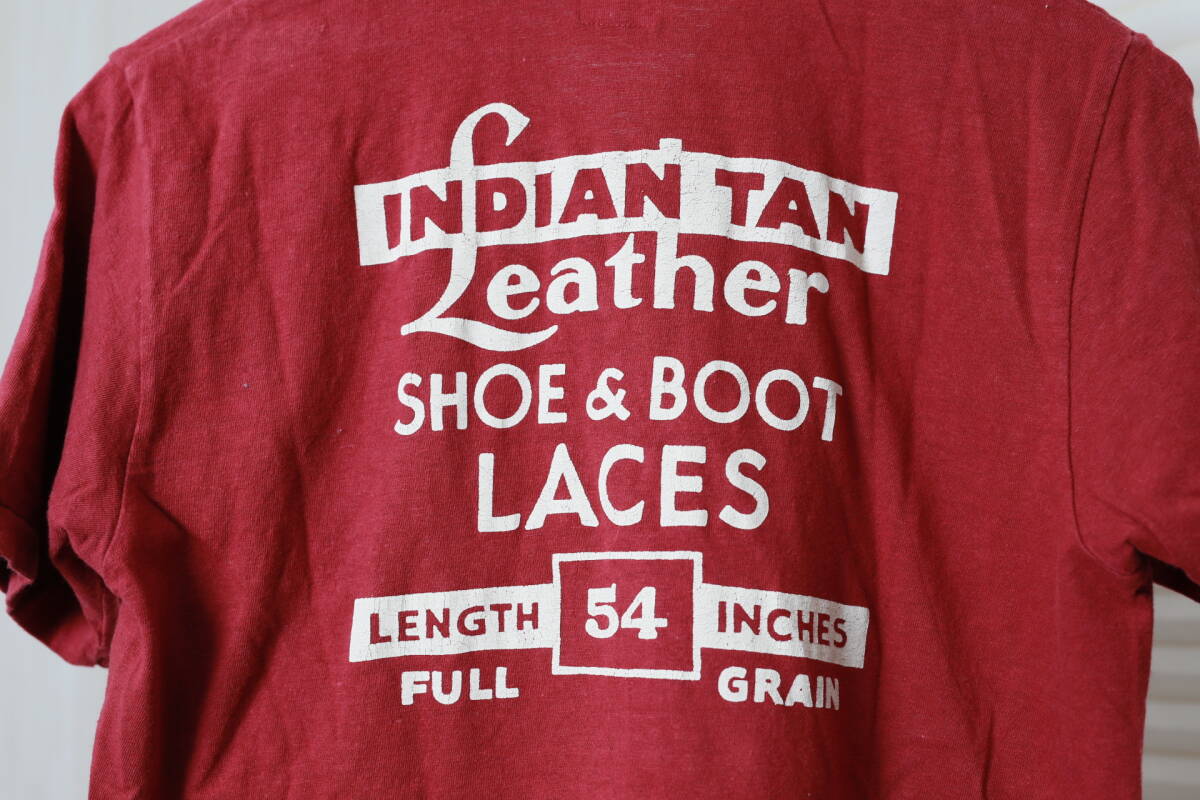 INDIAN TAN
Leather
SHOE & BOOT
LACES
LENGTH 54 INCHES
FULL GRAIN